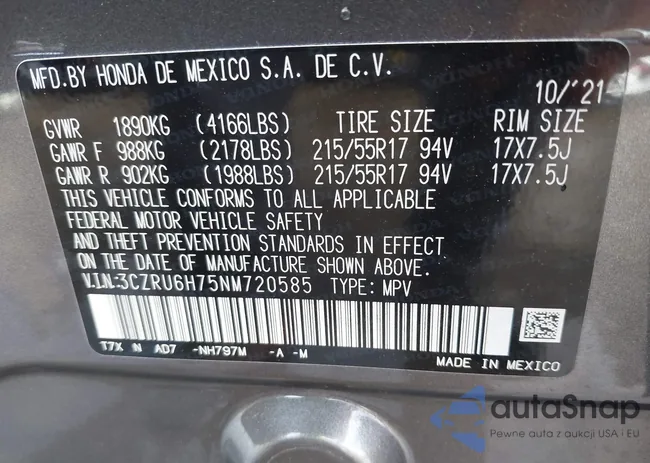 MFD.BY HONDA DE MEXICO S.A. DE C.V.
10/'21
GVWR 1890KG (4166LBS) TIRE SIZE RIM SIZE
GAWR F 988KG (2178LBS) 215/55R17 94V 17X7.5J
GAWR R 902KG (1988LBS) 215/55R17 94V 17X7.5J
THIS VEHICLE CONFORMS TO ALL APPLICABLE
FEDERAL MOTOR VEHICLE SAFETY
AND THEFT PREVENTION STANDARDS IN EFFECT
ON THE DATE OF MANUFACTURE SHOWN ABOVE.
V.I.N:3CZRU6H75NM720585 TYPE: MPV
T7X N AD7 -NH797M -A -M
MADE IN MEXICO
autoSnap
Pewne auta z aukcji USA i EU